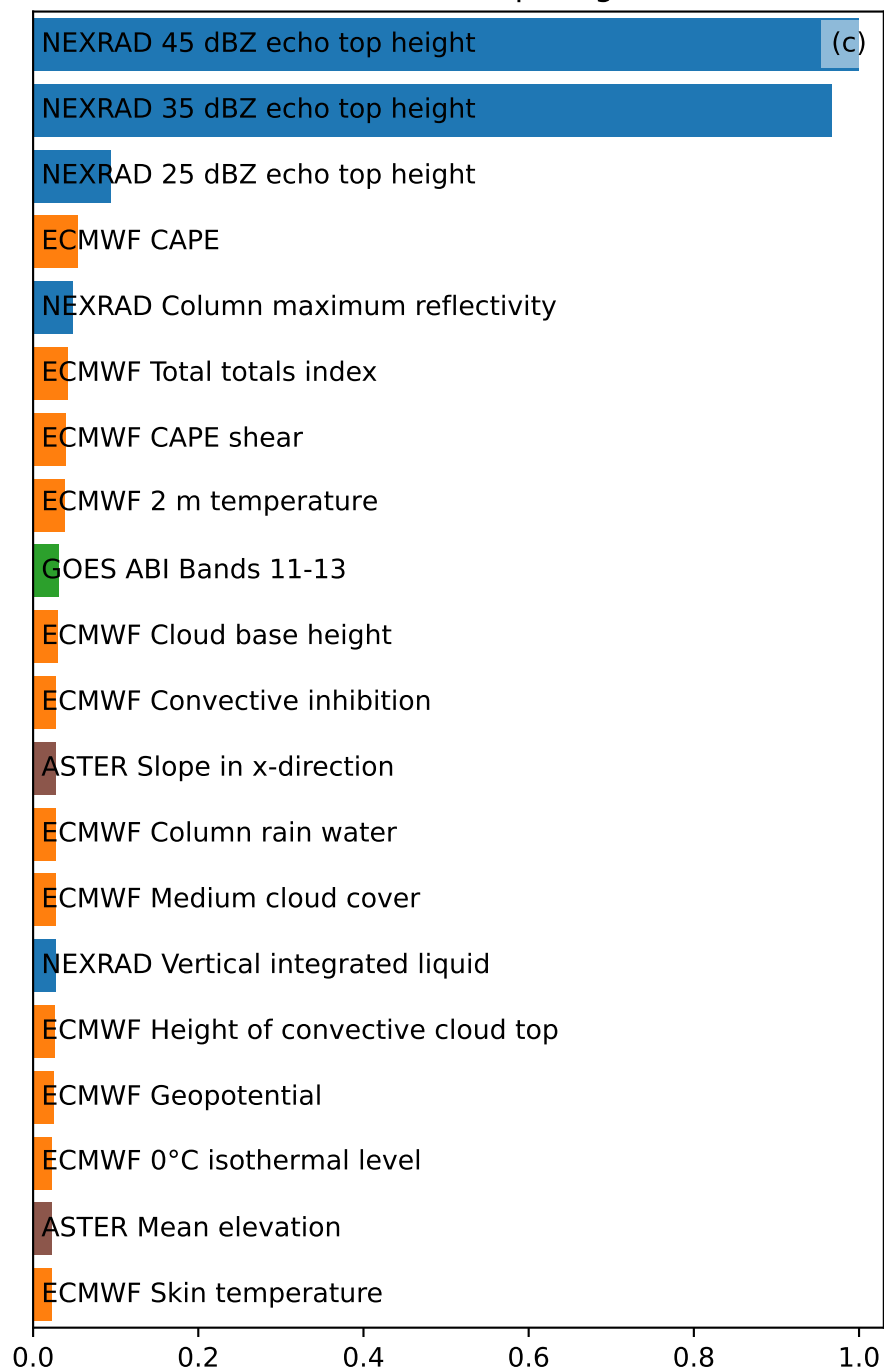 NEXRAD 45 dBZ echo top height
(c)
NEXRAD 35 dBZ echo top height
NEXRAD 25 dBZ echo top height
ECMWF CAPE
NEXRAD Column maximum reflectivity
ECMWF Total totals index
ECMWF CAPE shear
ECMWF 2 m temperature
GOES ABI Bands 11-13
ECMWF Cloud base height
ECMWF Convective inhibition
ASTER Slope in x-direction
ECMWF Column rain water
ECMWF Medium cloud cover
NEXRAD Vertical integrated liquid
ECMWF Height of convective cloud top
ECMWF Geopotential
ECMWF 0°C isothermal level
ASTER Mean elevation
ECMWF Skin temperature
0.0 0.2 0.4 0.6 0.8 1.0